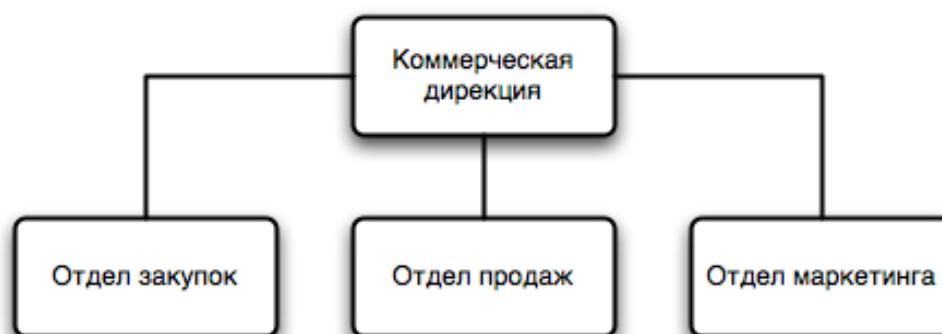 Коммерческая
дирекция
Отдел закупок
Отдел продаж
Отдел маркетинга